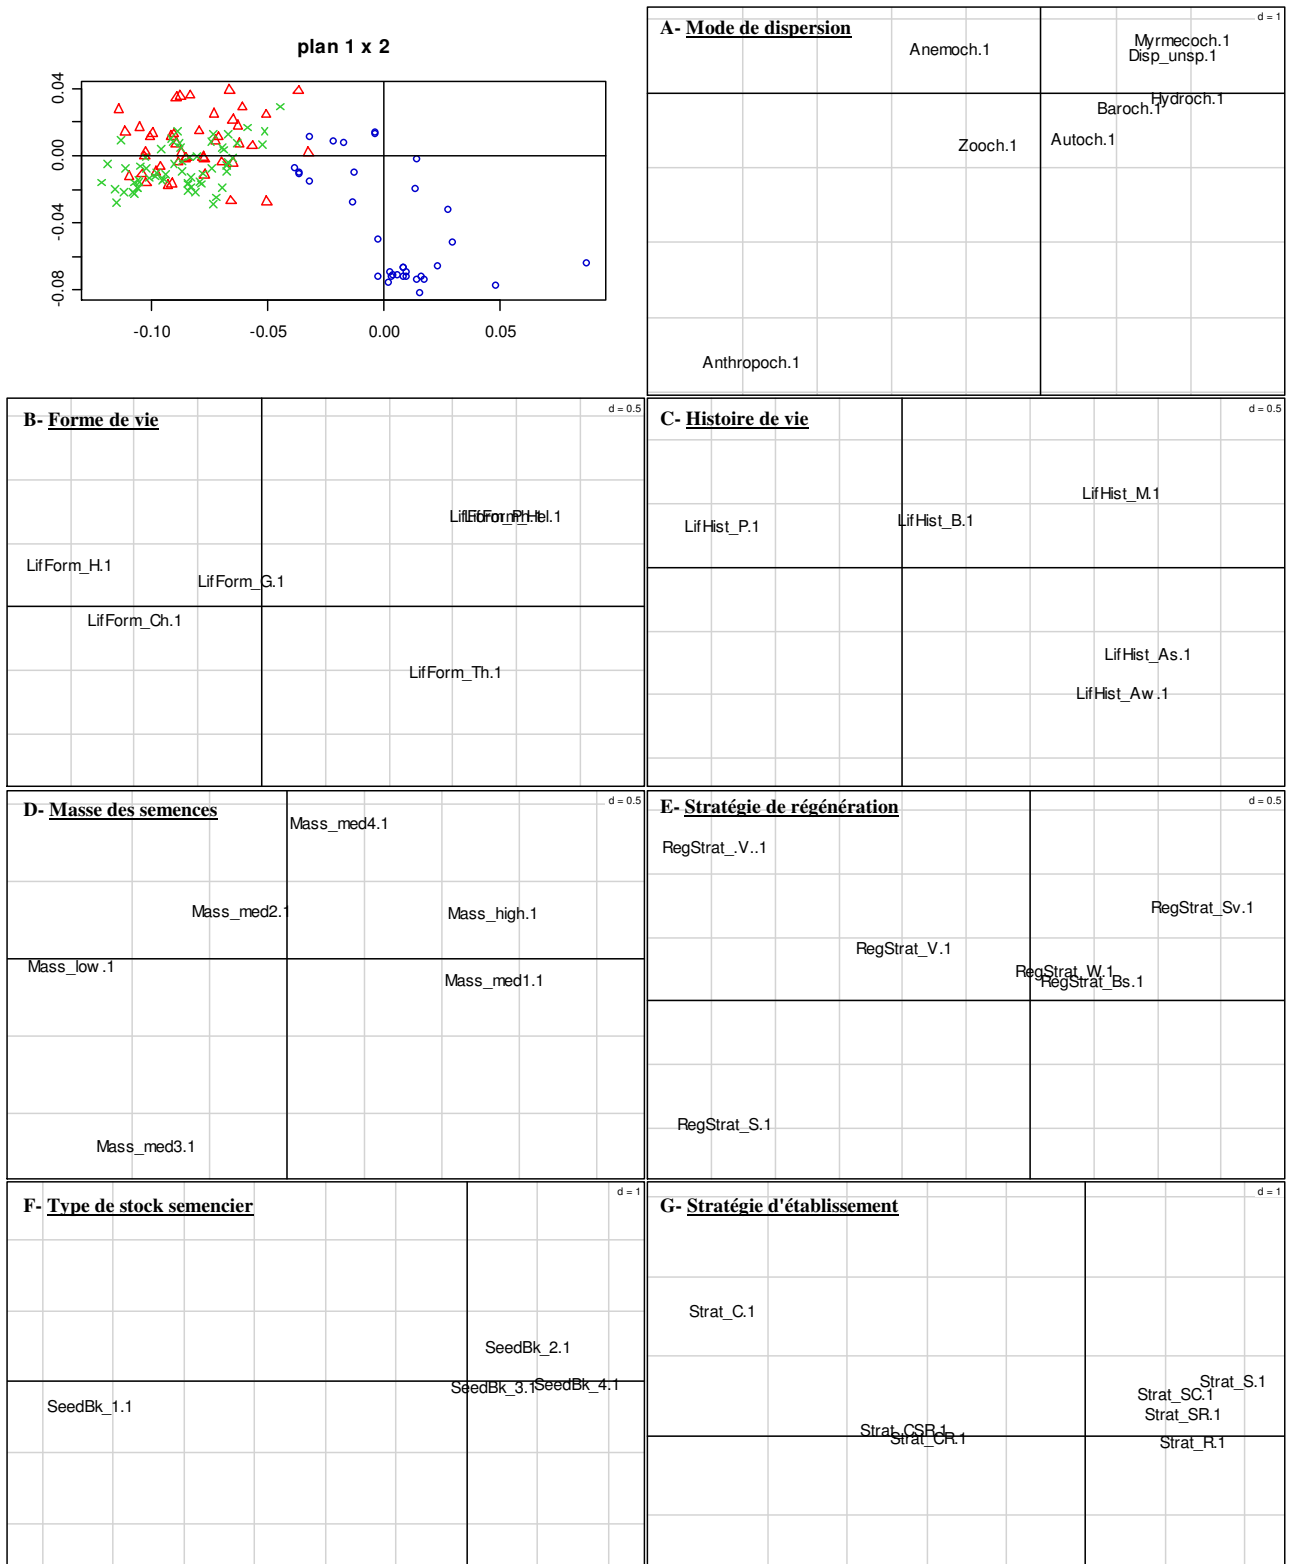 plan 1 x 2
0.04
0.00
-0.04
-0.08
-0.10
-0.05
0.00
0.05
A- Mode de dispersion
d = 1
Anemoch.1
Myrmecoch.1
Disp_unsp.1
Hydroch.1
Baroch.1
Autoch.1
Zooch.1
Anthropoch.1
B- Forme de vie
d = 0.5
LifForm_Hel.1
LifForm_H.1
LifForm_G.1
LifForm_Ch.1
LifForm_Th.1
C- Histoire de vie
d = 0.5
LifHist_M.1
LifHist_B.1
LifHist_P.1
LifHist_As.1
LifHist_Aw.1
D- Masse des semences
d = 0.5
Mass_med4.1
Mass_med2.1
Mass_high.1
Mass_low.1
Mass_med1.1
Mass_med3.1
E- Stratégie de régénération
d = 0.5
RegStrat_.V..1
RegStrat_Sv.1
RegStrat_V.1
RegStrat_W.1
RegStrat_Bs.1
RegStrat_S.1
F- Type de stock semencier
d = 1
SeedBk_2.1
SeedBk_3.1
SeedBk_4.1
SeedBk_1.1
G- Stratégie d'établissement
d = 1
Strat_C.1
Strat_S.1
Strat_SC.1
Strat_SR.1
Strat_CSR.1
Strat_CR.1
Strat_R.1